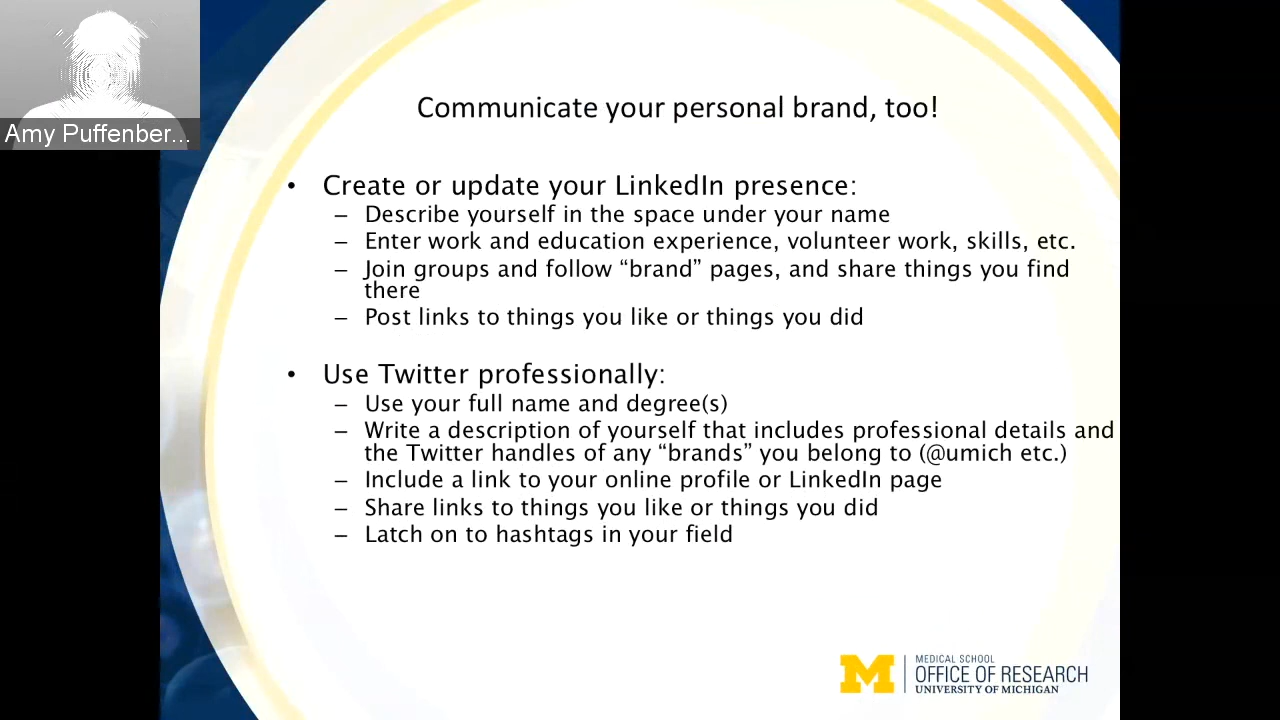 Amy Puffenber...
Communicate your personal brand, too!
• Create or update your LinkedIn presence:
– Describe yourself in the space under your name
– Enter work and education experience, volunteer work, skills, etc.
– Join groups and follow “brand” pages, and share things you find
there
– Post links to things you like or things you did
• Use Twitter professionally:
– Use your full name and degree(s)
– Write a description of yourself that includes professional details and
the Twitter handles of any “brands” you belong to (@umich etc.)
– Include a link to your online profile or LinkedIn page
– Share links to things you like or things you did
– Latch on to hashtags in your field
M
MEDICAL SCHOOL
OFFICE OF RESEARCH
UNIVERSITY OF MICHIGAN